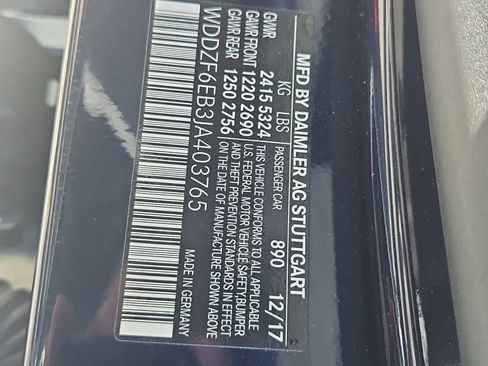 MFD BY DAIMLER AG STUTTGART
KG LBS
GVWR 2415 5324
GAWR FRONT 1220 2690
GAWR REAR 1250 2756
PASSENGER CAR 890 12/17
THIS VEHICLE CONFORMS TO ALL APPLICABLE
U.S. FEDERAL MOTOR VEHICLE SAFETY, BUMPER
AND THEFT PREVENTION STANDARDS IN EFFECT
ON THE DATE OF MANUFACTURE SHOWN ABOVE
WDDZF6EB3JA403765
MADE IN GERMANY